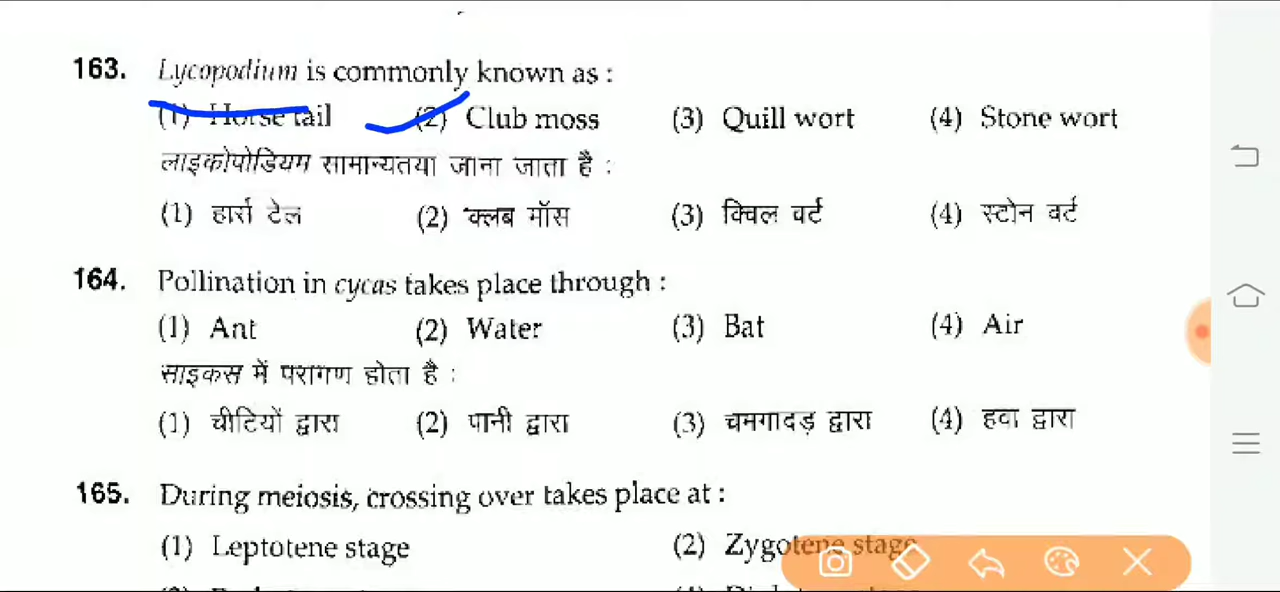 163. Lycopodium is commonly known as :
(1) Horse tail (2) Club moss (3) Quill wort (4) Stone wort
लाइकोपोडियम सामान्यतया जाना जाता है :
(1) हार्स टेल (2) क्लब मॉस (3) क्विल वर्ट (4) स्टोन वर्ट
164. Pollination in cycas takes place through :
(1) Ant (2) Water (3) Bat (4) Air
साइकस में परागण होता है :
(1) चीटियों द्वारा (2) पानी द्वारा (3) चमगादड़ द्वारा (4) हवा द्वारा
165. During meiosis, crossing over takes place at :
(1) Leptotene stage (2) Zygotene stage